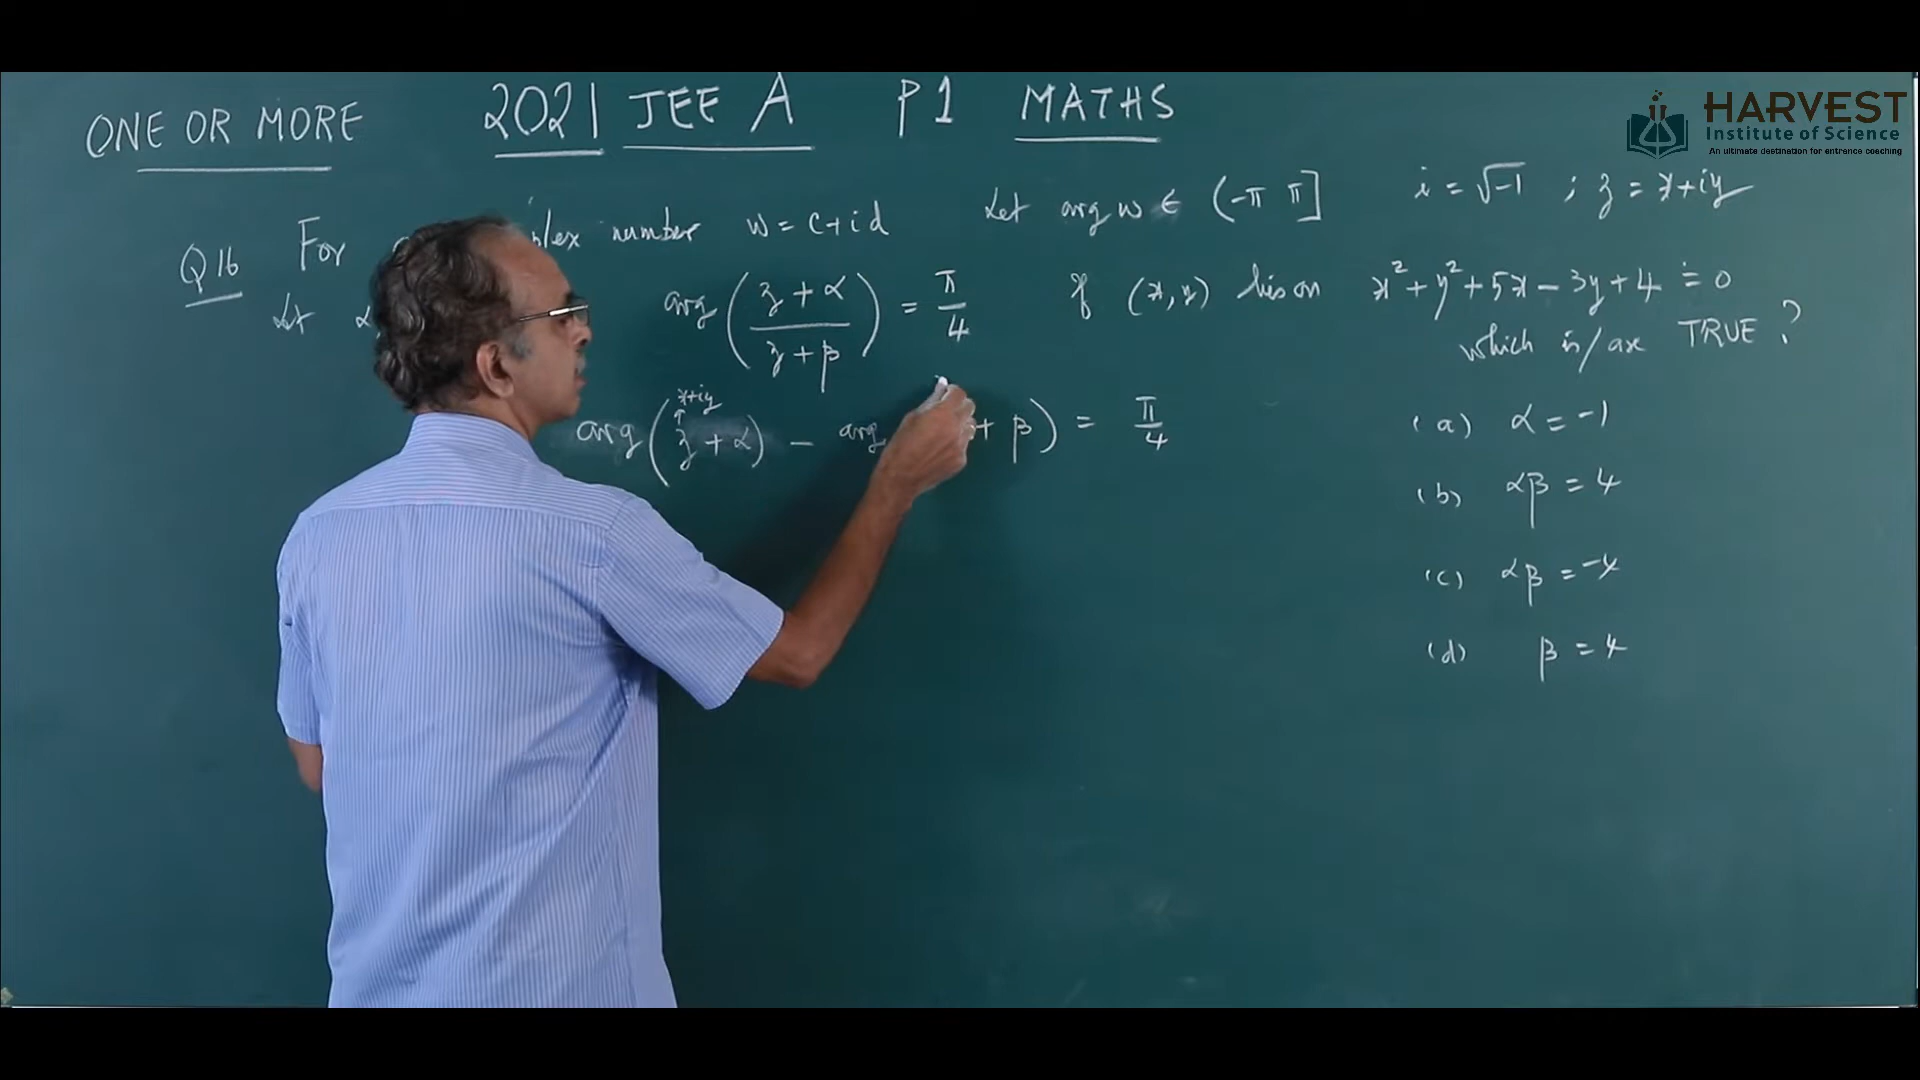 ONE OR MORE 2021 JEE A P1 MATHS
HARVEST
Institute of Science
An ultimate destination for entrance coaching
Q16 For number w = c+id Let arg w ∈ (-π π] i = √-1 ; z = x+iy
Let α arg((z+α)/(z+β)) = π/4 If (x,y) lies on x²+y²+5x-3y+4 = 0
which is/are TRUE ?
x+iy
arg(z+α) - arg + β) = π/4
(a) α = -1
(b) αβ = 4
(c) αβ = -4
(d) β = 4